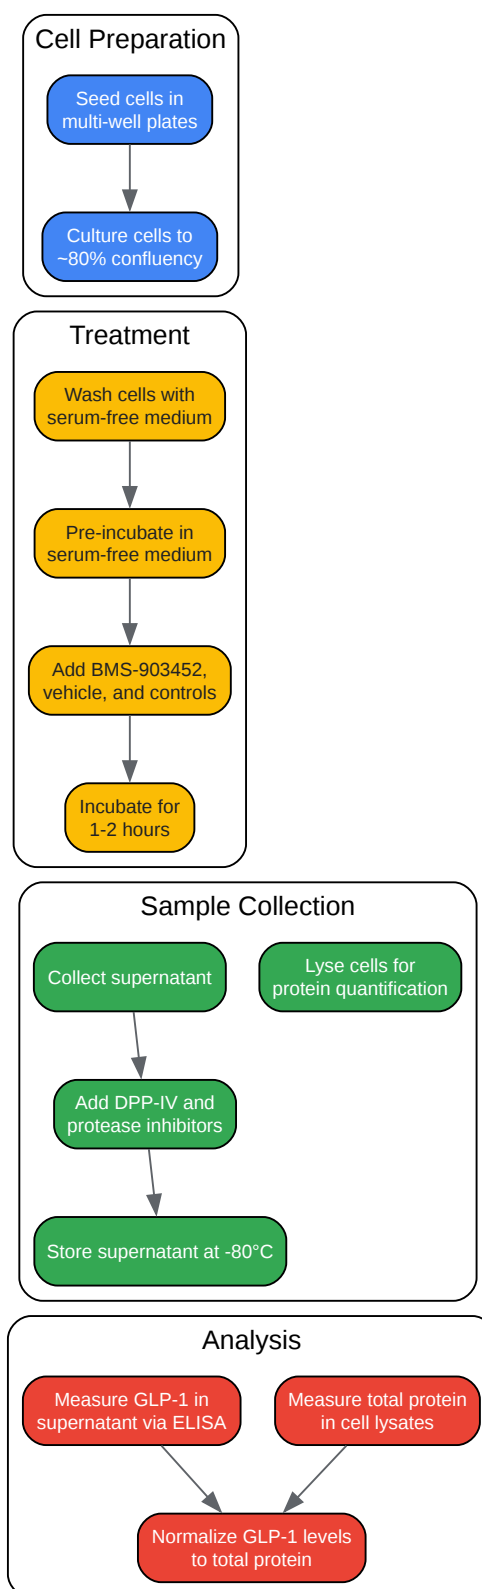 Cell Preparation
Seed cells in
multi-well plates
Culture cells to
~80% confluency
Treatment
Wash cells with
serum-free medium
Pre-incubate in
serum-free medium
Add BMS-903452,
vehicle, and controls
Incubate for
1-2 hours
Sample Collection
Collect supernatant
Lyse cells for
protein quantification
Add DPP-IV and
protease inhibitors
Store supernatant at -80°C
Analysis
Measure GLP-1 in
supernatant via ELISA
Measure total protein
in cell lysates
Normalize GLP-1 levels
to total protein